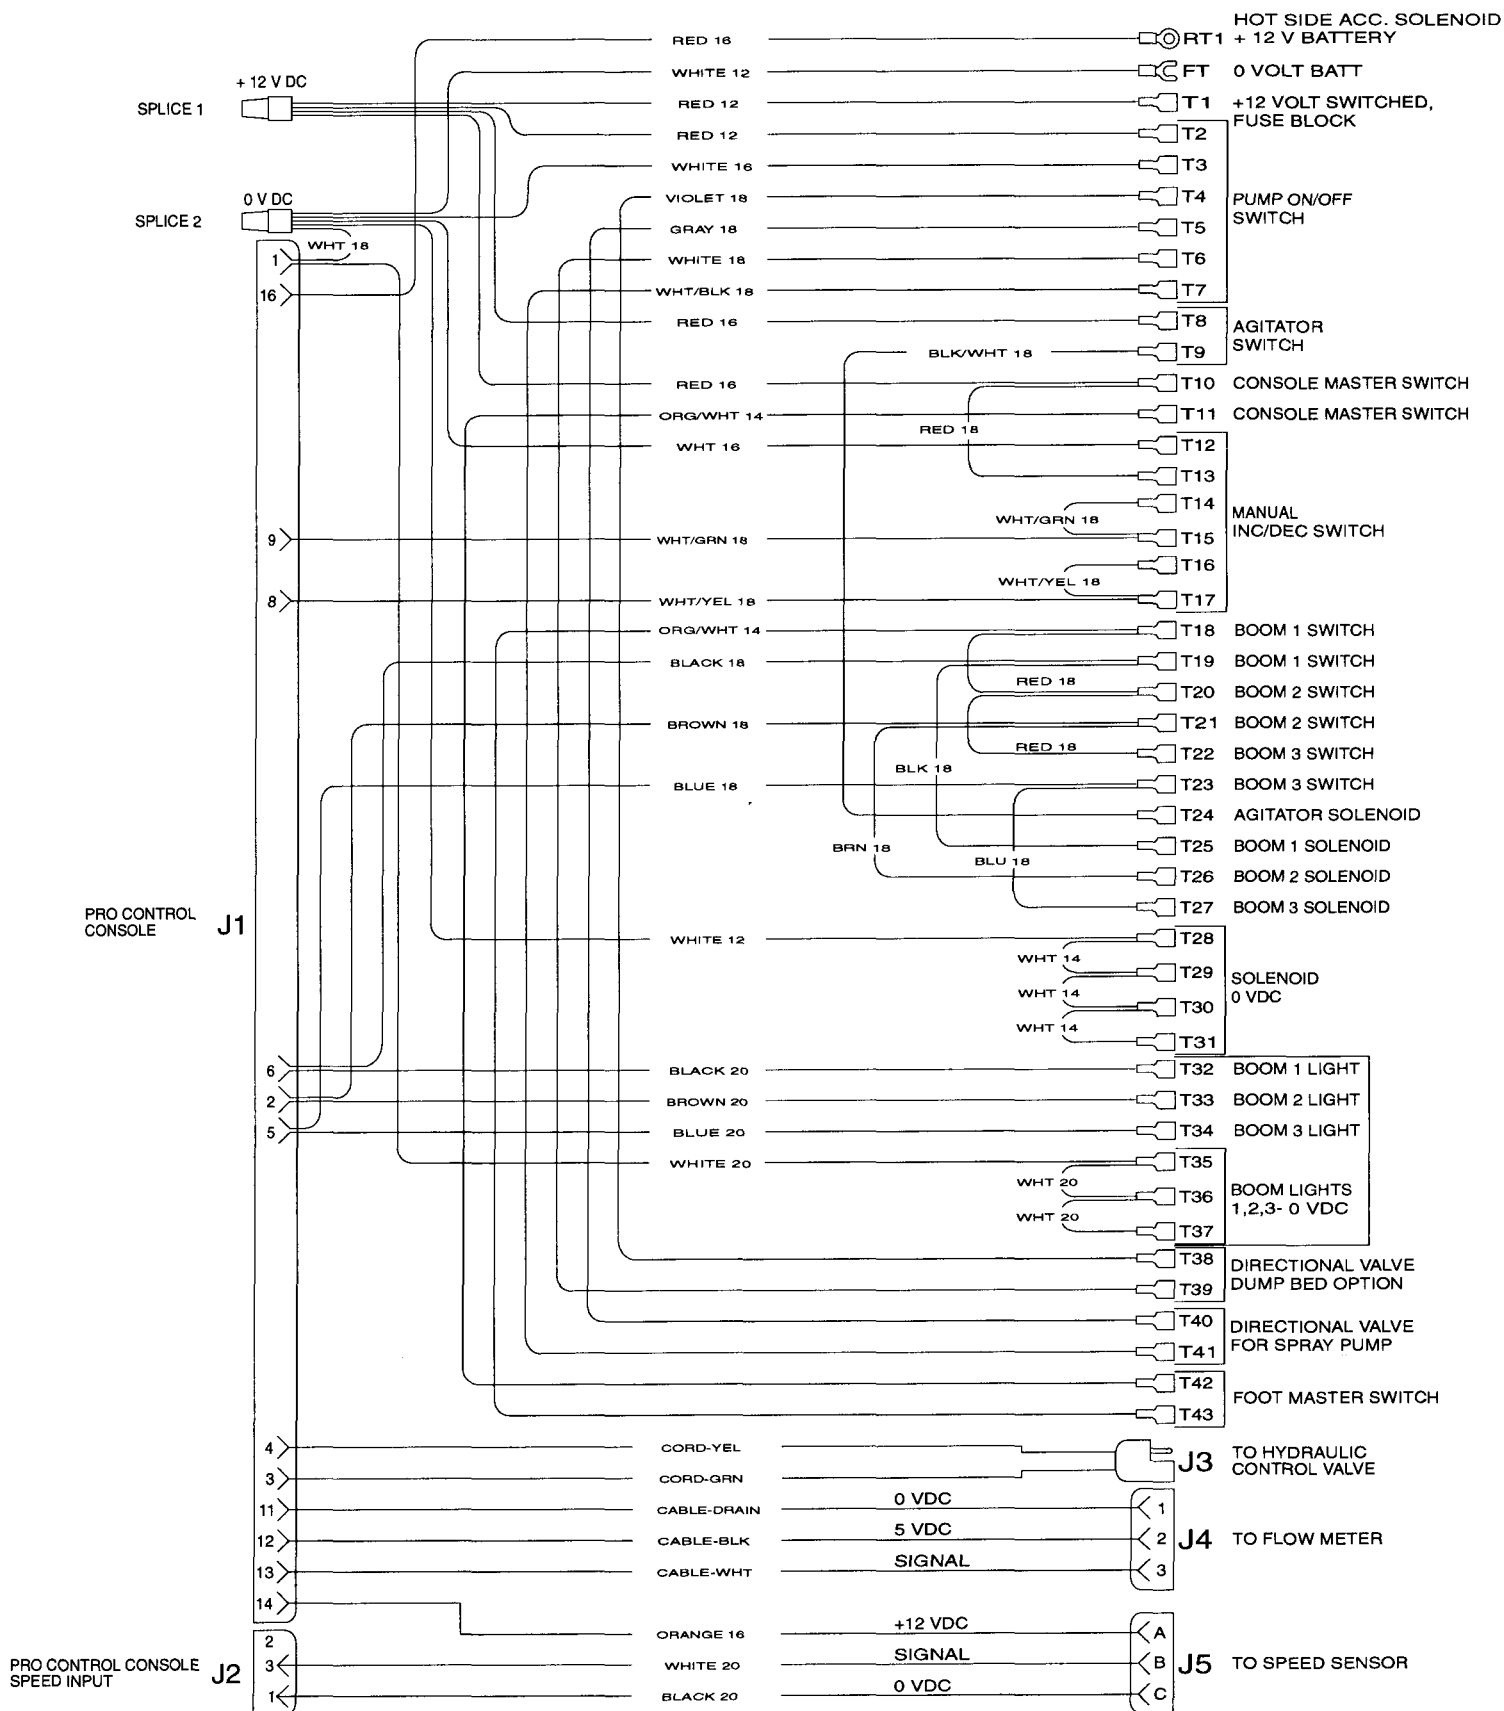 HOT SIDE ACC. SOLENOID
RED 16 RT1 + 12 V BATTERY
WHITE 12 FT 0 VOLT BATT
+ 12 V DC
SPLICE 1 RED 12 T1 +12 VOLT SWITCHED,
FUSE BLOCK
RED 12 T2
WHITE 16 T3
0 V DC VIOLET 18 T4 PUMP ON/OFF
SWITCH
SPLICE 2 GRAY 18 T5
WHT 18
1 WHITE 18 T6
16 WHT/BLK 18 T7
RED 16 T8 AGITATOR
SWITCH
BLK/WHT 18 T9
RED 16 T10 CONSOLE MASTER SWITCH
ORG/WHT 14 T11 CONSOLE MASTER SWITCH
RED 18
WHT 16 T12
T13
T14 MANUAL
INC/DEC SWITCH
WHT/GRN 18
9 WHT/GRN 18 T15
T16
WHT/YEL 18
8 WHT/YEL 18 T17
ORG/WHT 14 T18 BOOM 1 SWITCH
BLACK 18 T19 BOOM 1 SWITCH
RED 18
T20 BOOM 2 SWITCH
BROWN 18 T21 BOOM 2 SWITCH
RED 18
T22 BOOM 3 SWITCH
BLK 18
BLUE 18 T23 BOOM 3 SWITCH
T24 AGITATOR SOLENOID
BRN 18
T25 BOOM 1 SOLENOID
BLU 18
T26 BOOM 2 SOLENOID
T27 BOOM 3 SOLENOID
PRO CONTROL
CONSOLE J1
WHITE 12 T28
WHT 14
T29 SOLENOID
0 VDC
WHT 14
T30
WHT 14
T31
6 BLACK 20 T32 BOOM 1 LIGHT
2 BROWN 20 T33 BOOM 2 LIGHT
5 BLUE 20 T34 BOOM 3 LIGHT
WHITE 20 T35
WHT 20
T36 BOOM LIGHTS
1,2,3- 0 VDC
WHT 20
T37
T38 DIRECTIONAL VALVE
DUMP BED OPTION
T39
T40 DIRECTIONAL VALVE
FOR SPRAY PUMP
T41
T42 FOOT MASTER SWITCH
T43
4 CORD-YEL J3 TO HYDRAULIC
CONTROL VALVE
3 CORD-GRN
11 CABLE-DRAIN 0 VDC 1
12 CABLE-BLK 5 VDC 2 J4 TO FLOW METER
13 CABLE-WHT SIGNAL 3
14
2 ORANGE 16 +12 VDC A
PRO CONTROL CONSOLE
SPEED INPUT J2 3 WHITE 20 SIGNAL B J5 TO SPEED SENSOR
1 BLACK 20 0 VDC C